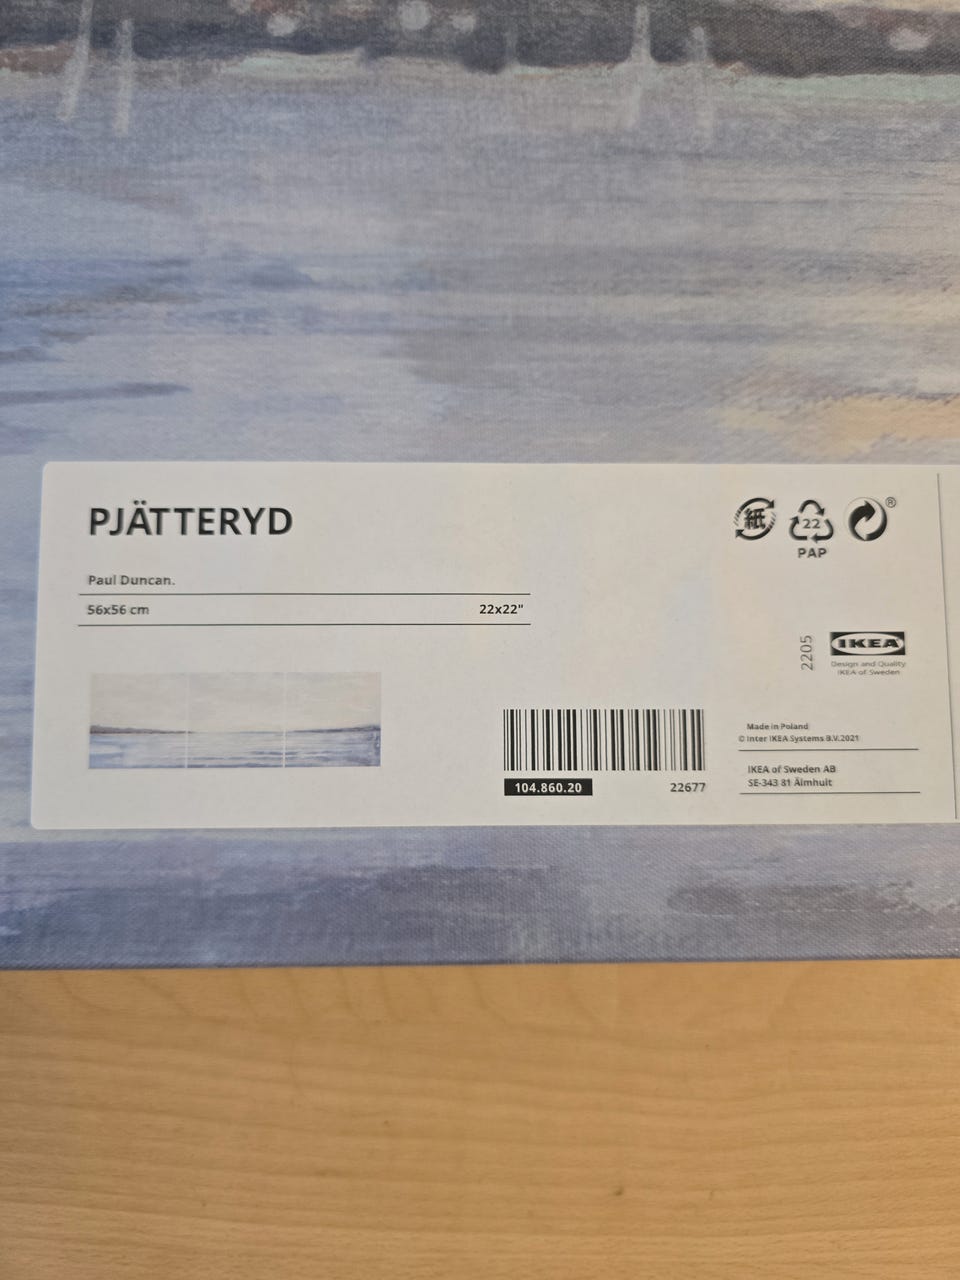 PJÄTTERYD
Paul Duncan.
56x56 cm 22x22"
紙
22
PAP
®
2205
IKEA
Design and Quality
IKEA of Sweden
Made in Poland
© Inter IKEA Systems B.V.2021
IKEA of Sweden AB
SE-343 81 Älmhult
104.860.20 22677